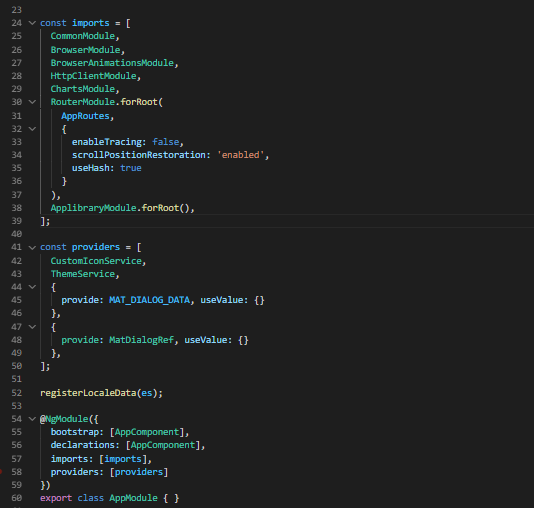 23
24 const imports = [
25 CommonModule,
26 BrowserModule,
27 BrowserAnimationsModule,
28 HttpClientModule,
29 ChartsModule,
30 RouterModule.forRoot(
31 AppRoutes,
32 {
33 enableTracing: false,
34 scrollPositionRestoration: 'enabled',
35 useHash: true
36 }
37 ),
38 ApplibraryModule.forRoot(),
39 ];
40
41 const providers = [
42 CustomIconService,
43 ThemeService,
44 {
45 provide: MAT_DIALOG_DATA, useValue: {}
46 },
47 {
48 provide: MatDialogRef, useValue: {}
49 },
50 ];
51
52 registerLocaleData(es);
53
54 @NgModule({
55 bootstrap: [AppComponent],
56 declarations: [AppComponent],
57 imports: [imports],
58 providers: [providers]
59 })
60 export class AppModule { }